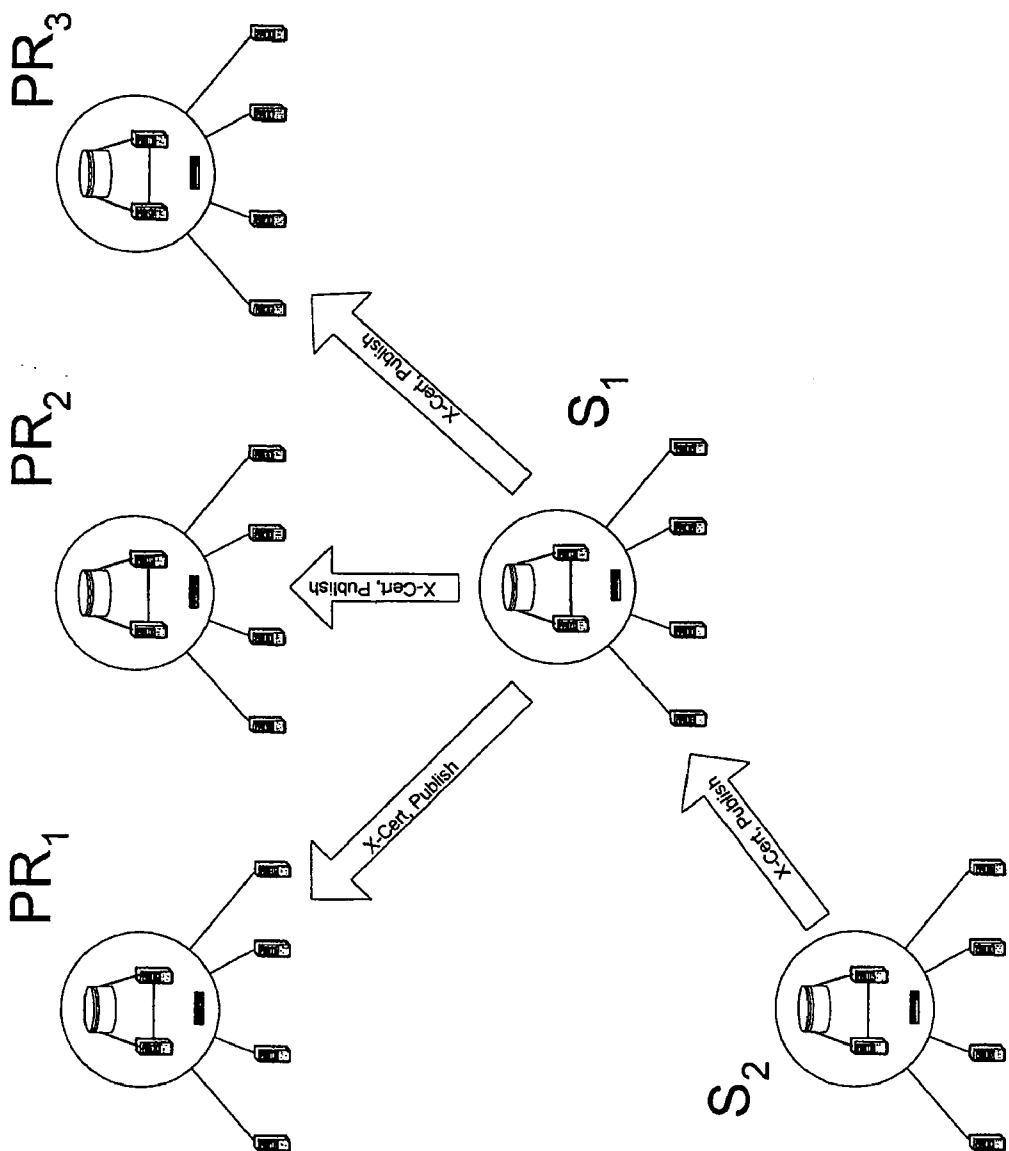 PR₁
PR₂
PR₃
X-Cert, Publish
X-Cert, Publish
X-Cert, Publish
S₁
X-Cert, Publish
S₂